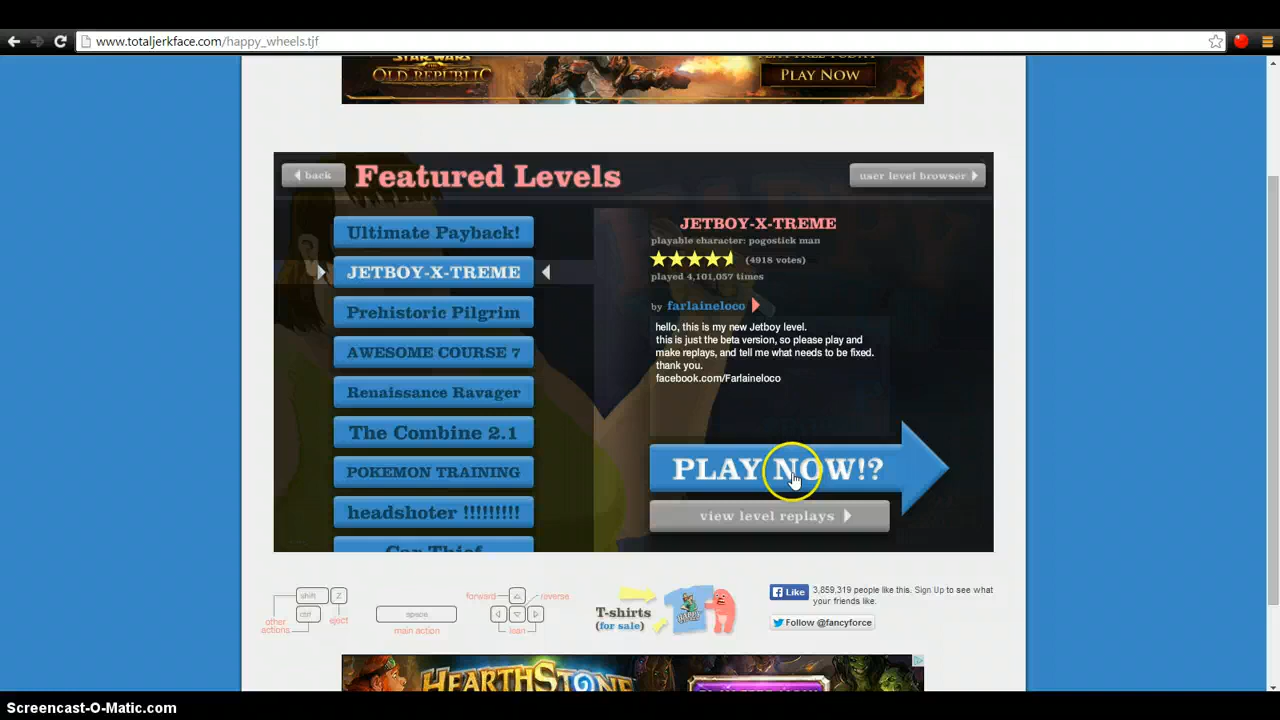 www.totaljerkface.com/happy_wheels.tjf
STAR WARS
OLD REPUBLIC
PLAY NOW
back
Featured Levels
user level browser
Ultimate Payback!
JETBOY-X-TREME
Prehistoric Pilgrim
AWESOME COURSE 7
Renaissance Ravager
The Combine 2.1
POKEMON TRAINING
headshoter !!!!!!!!!
Car Thief
JETBOY-X-TREME
playable character: pogostick man
(4918 votes)
played 4,101,057 times
by farlaineloco
hello, this is my new Jetboy level.
this is just the beta version, so please play and
make replays, and tell me what needs to be fixed.
thank you.
facebook.com/Farlaineloco
PLAY NOW!?
view level replays
shift
Z
ctrl
other
actions
eject
space
main action
forward
reverse
lean
T-shirts
(for sale)
Like
3,859,319 people like this. Sign Up to see what
your friends like.
Follow @fancyforce
HEARTHSTONE
Screencast-O-Matic.com